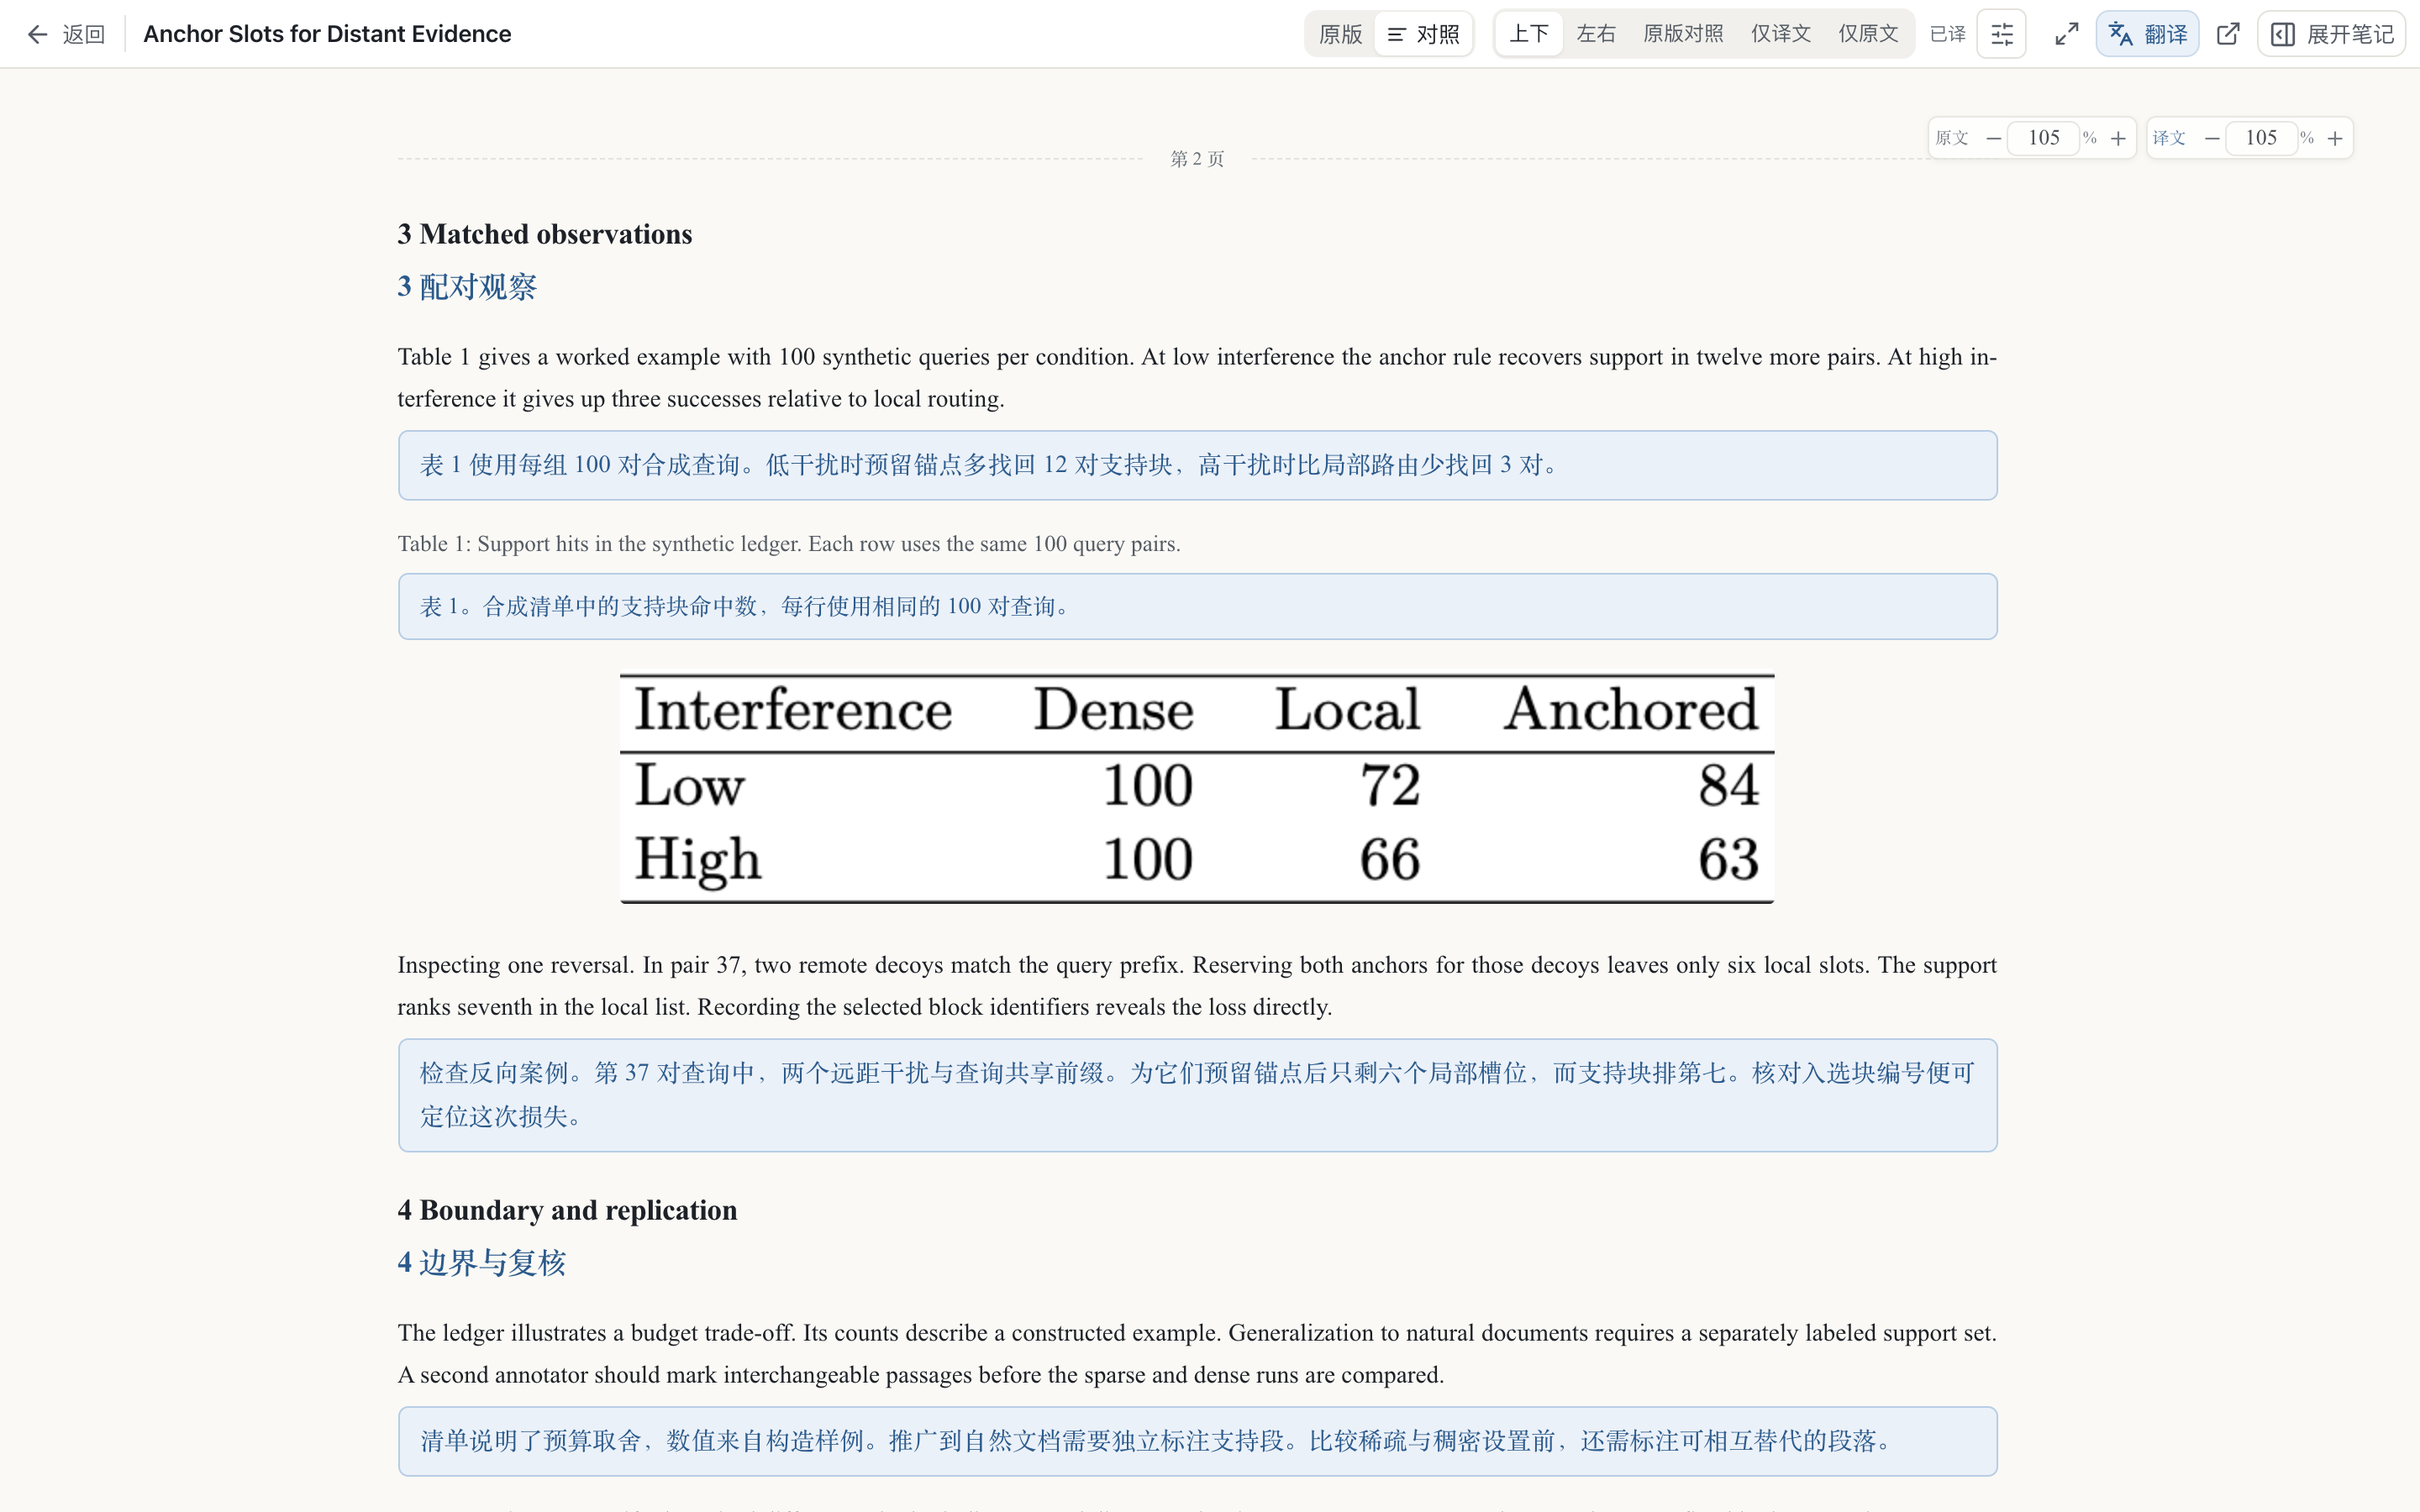 返回
Anchor Slots for Distant Evidence
原版 对照 上下 左右 原版对照 仅译文 仅原文 已译 翻译 展开笔记
原文 − 105 % + 译文 − 105 % +
第 2 页
3 Matched observations
3 配对观察
Table 1 gives a worked example with 100 synthetic queries per condition. At low interference the anchor rule recovers support in twelve more pairs. At high in-
terference it gives up three successes relative to local routing.
表 1 使用每组 100 对合成查询。低干扰时预留锚点多找回 12 对支持块，高干扰时比局部路由少找回 3 对。
Table 1: Support hits in the synthetic ledger. Each row uses the same 100 query pairs.
表 1。合成清单中的支持块命中数，每行使用相同的 100 对查询。
Interference Dense Local Anchored
Low 100 72 84
High 100 66 63
Inspecting one reversal. In pair 37, two remote decoys match the query prefix. Reserving both anchors for those decoys leaves only six local slots. The support
ranks seventh in the local list. Recording the selected block identifiers reveals the loss directly.
检查反向案例。第 37 对查询中，两个远距干扰与查询共享前缀。为它们预留锚点后只剩六个局部槽位，而支持块排第七。核对入选块编号便可
定位这次损失。
4 Boundary and replication
4 边界与复核
The ledger illustrates a budget trade-off. Its counts describe a constructed example. Generalization to natural documents requires a separately labeled support set.
A second annotator should mark interchangeable passages before the sparse and dense runs are compared.
清单说明了预算取舍，数值来自构造样例。推广到自然文档需要独立标注支持段。比较稀疏与稠密设置前，还需标注可相互替代的段落。